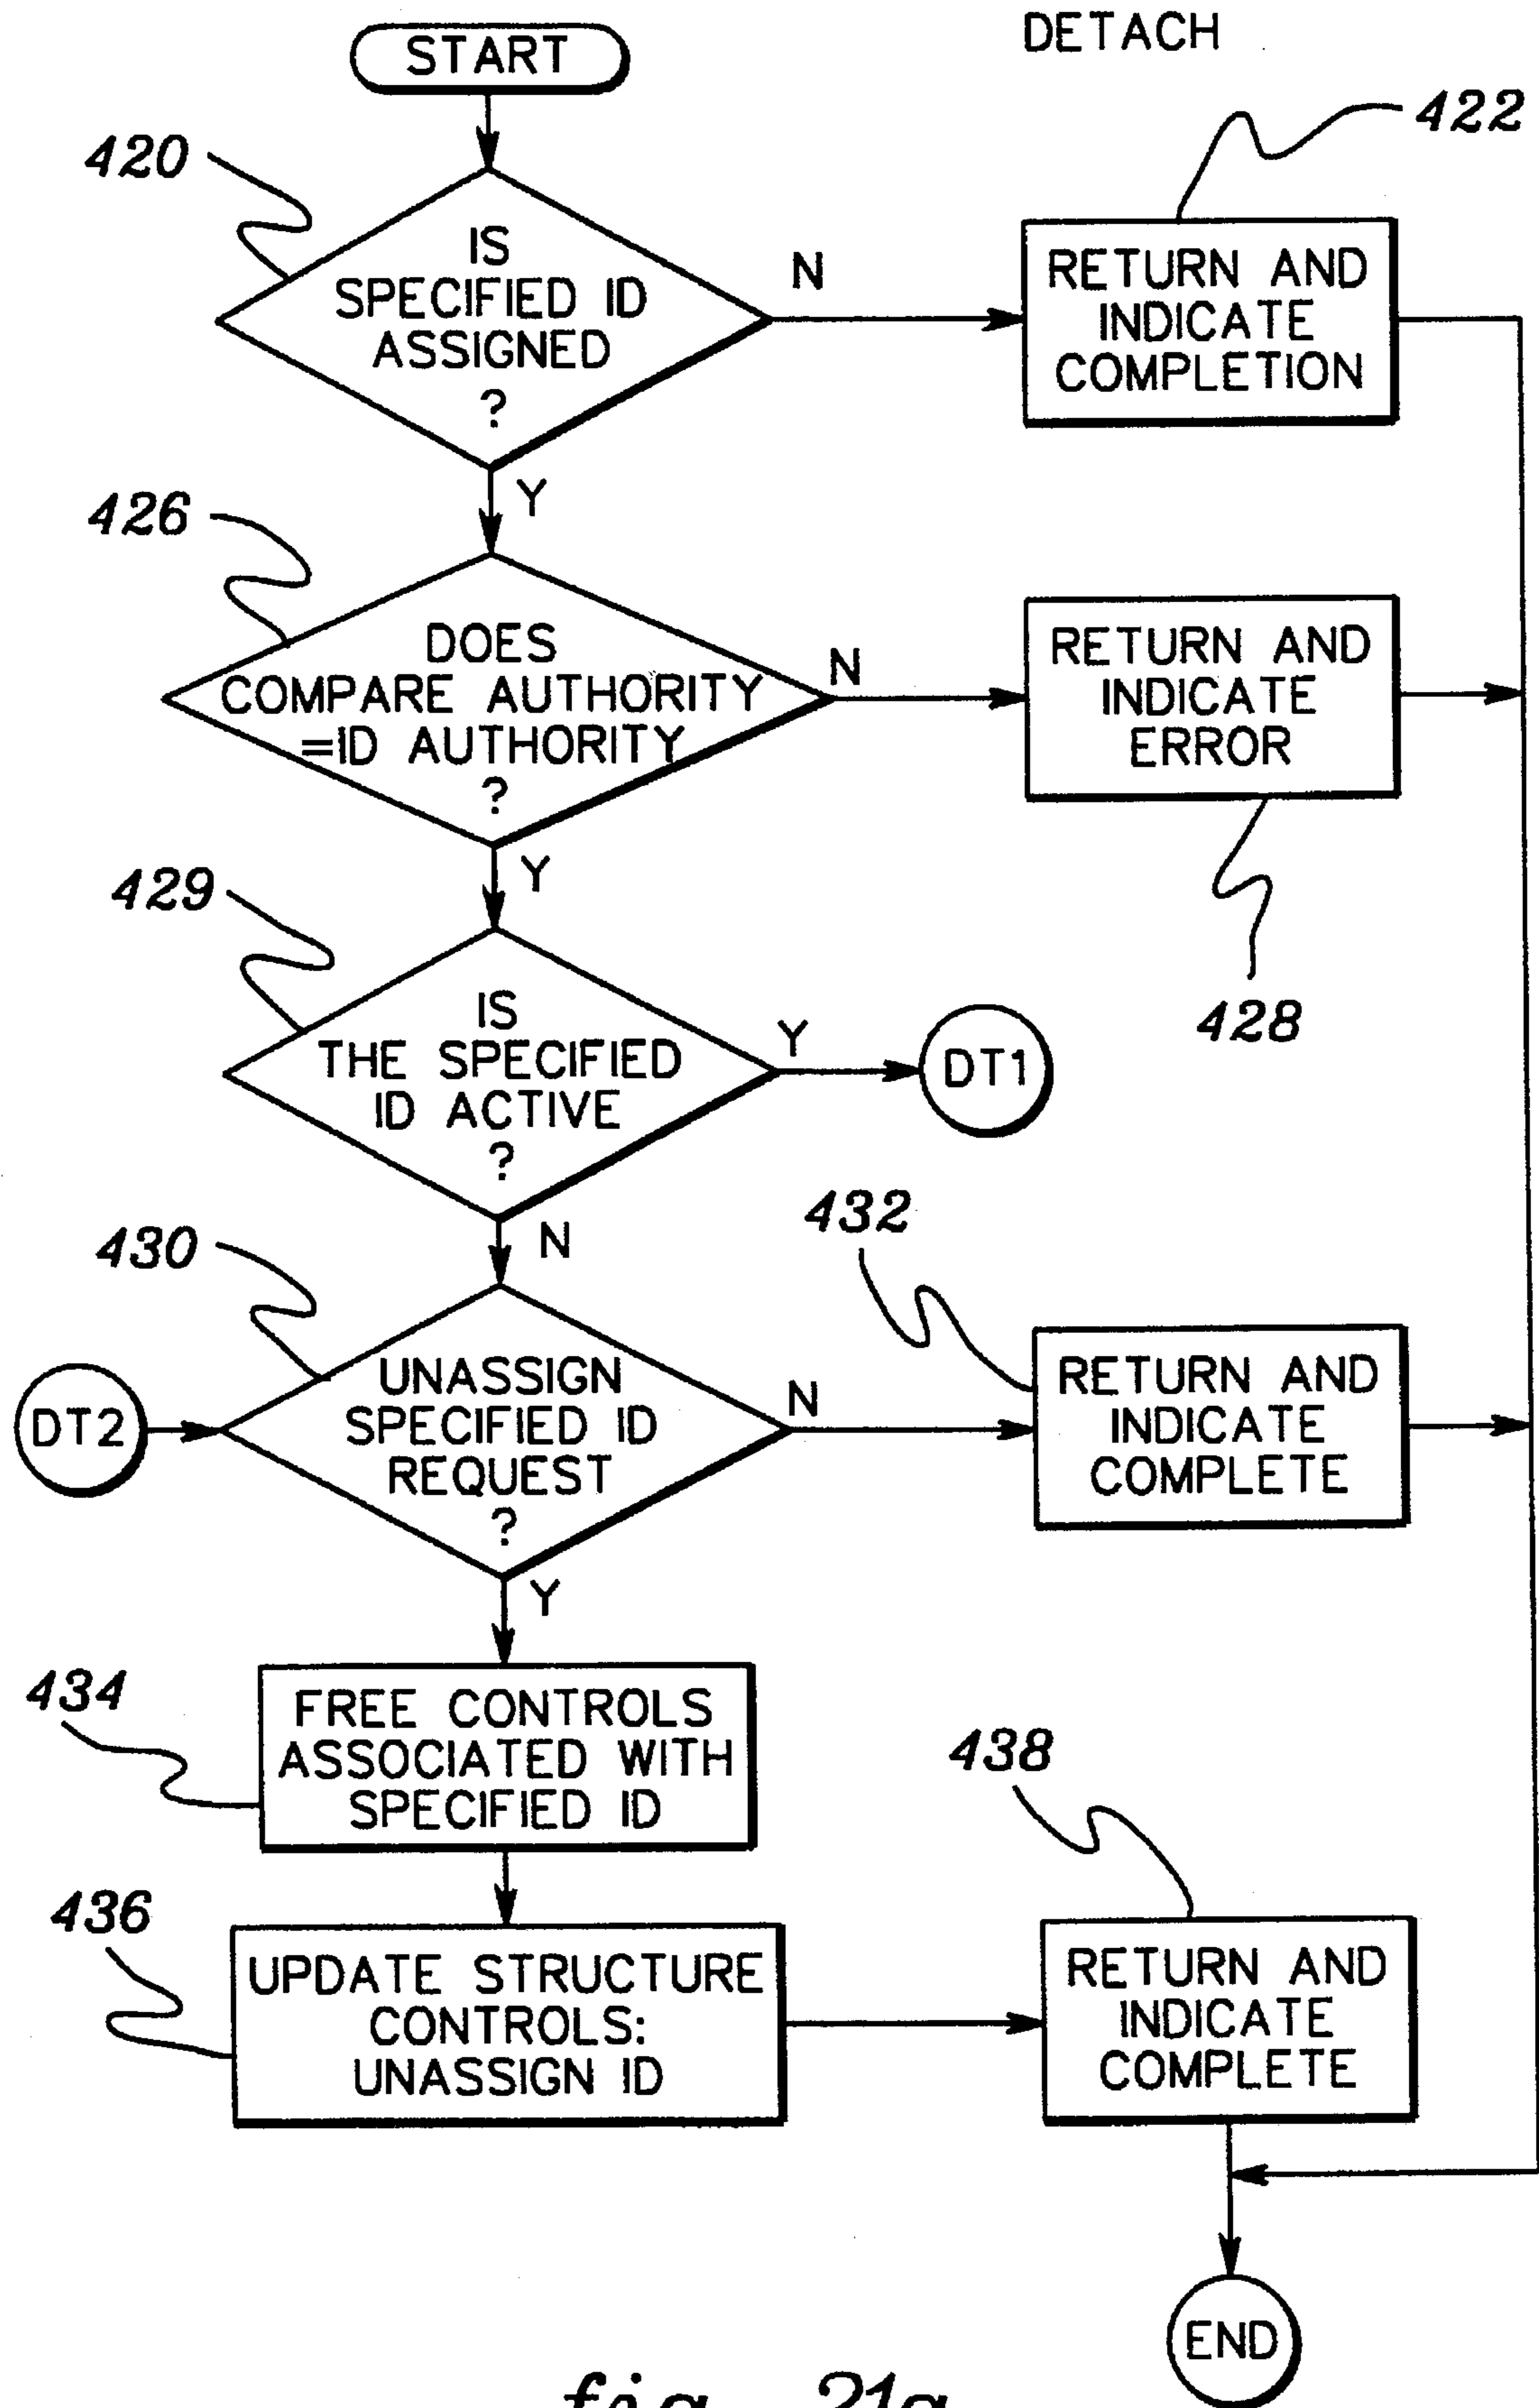 DETACH
START
420
422
IS
SPECIFIED ID
ASSIGNED
?
N
RETURN AND
INDICATE
COMPLETION
Y
426
DOES
COMPARE AUTHORITY
=ID AUTHORITY
?
N
RETURN AND
INDICATE
ERROR
428
Y
429
IS
THE SPECIFIED
ID ACTIVE
?
Y
DT1
N
430
432
DT2
UNASSIGN
SPECIFIED ID
REQUEST
?
N
RETURN AND
INDICATE
COMPLETE
Y
434
FREE CONTROLS
ASSOCIATED WITH
SPECIFIED ID
436
438
UPDATE STRUCTURE
CONTROLS:
UNASSIGN ID
RETURN AND
INDICATE
COMPLETE
END
fig. 21a